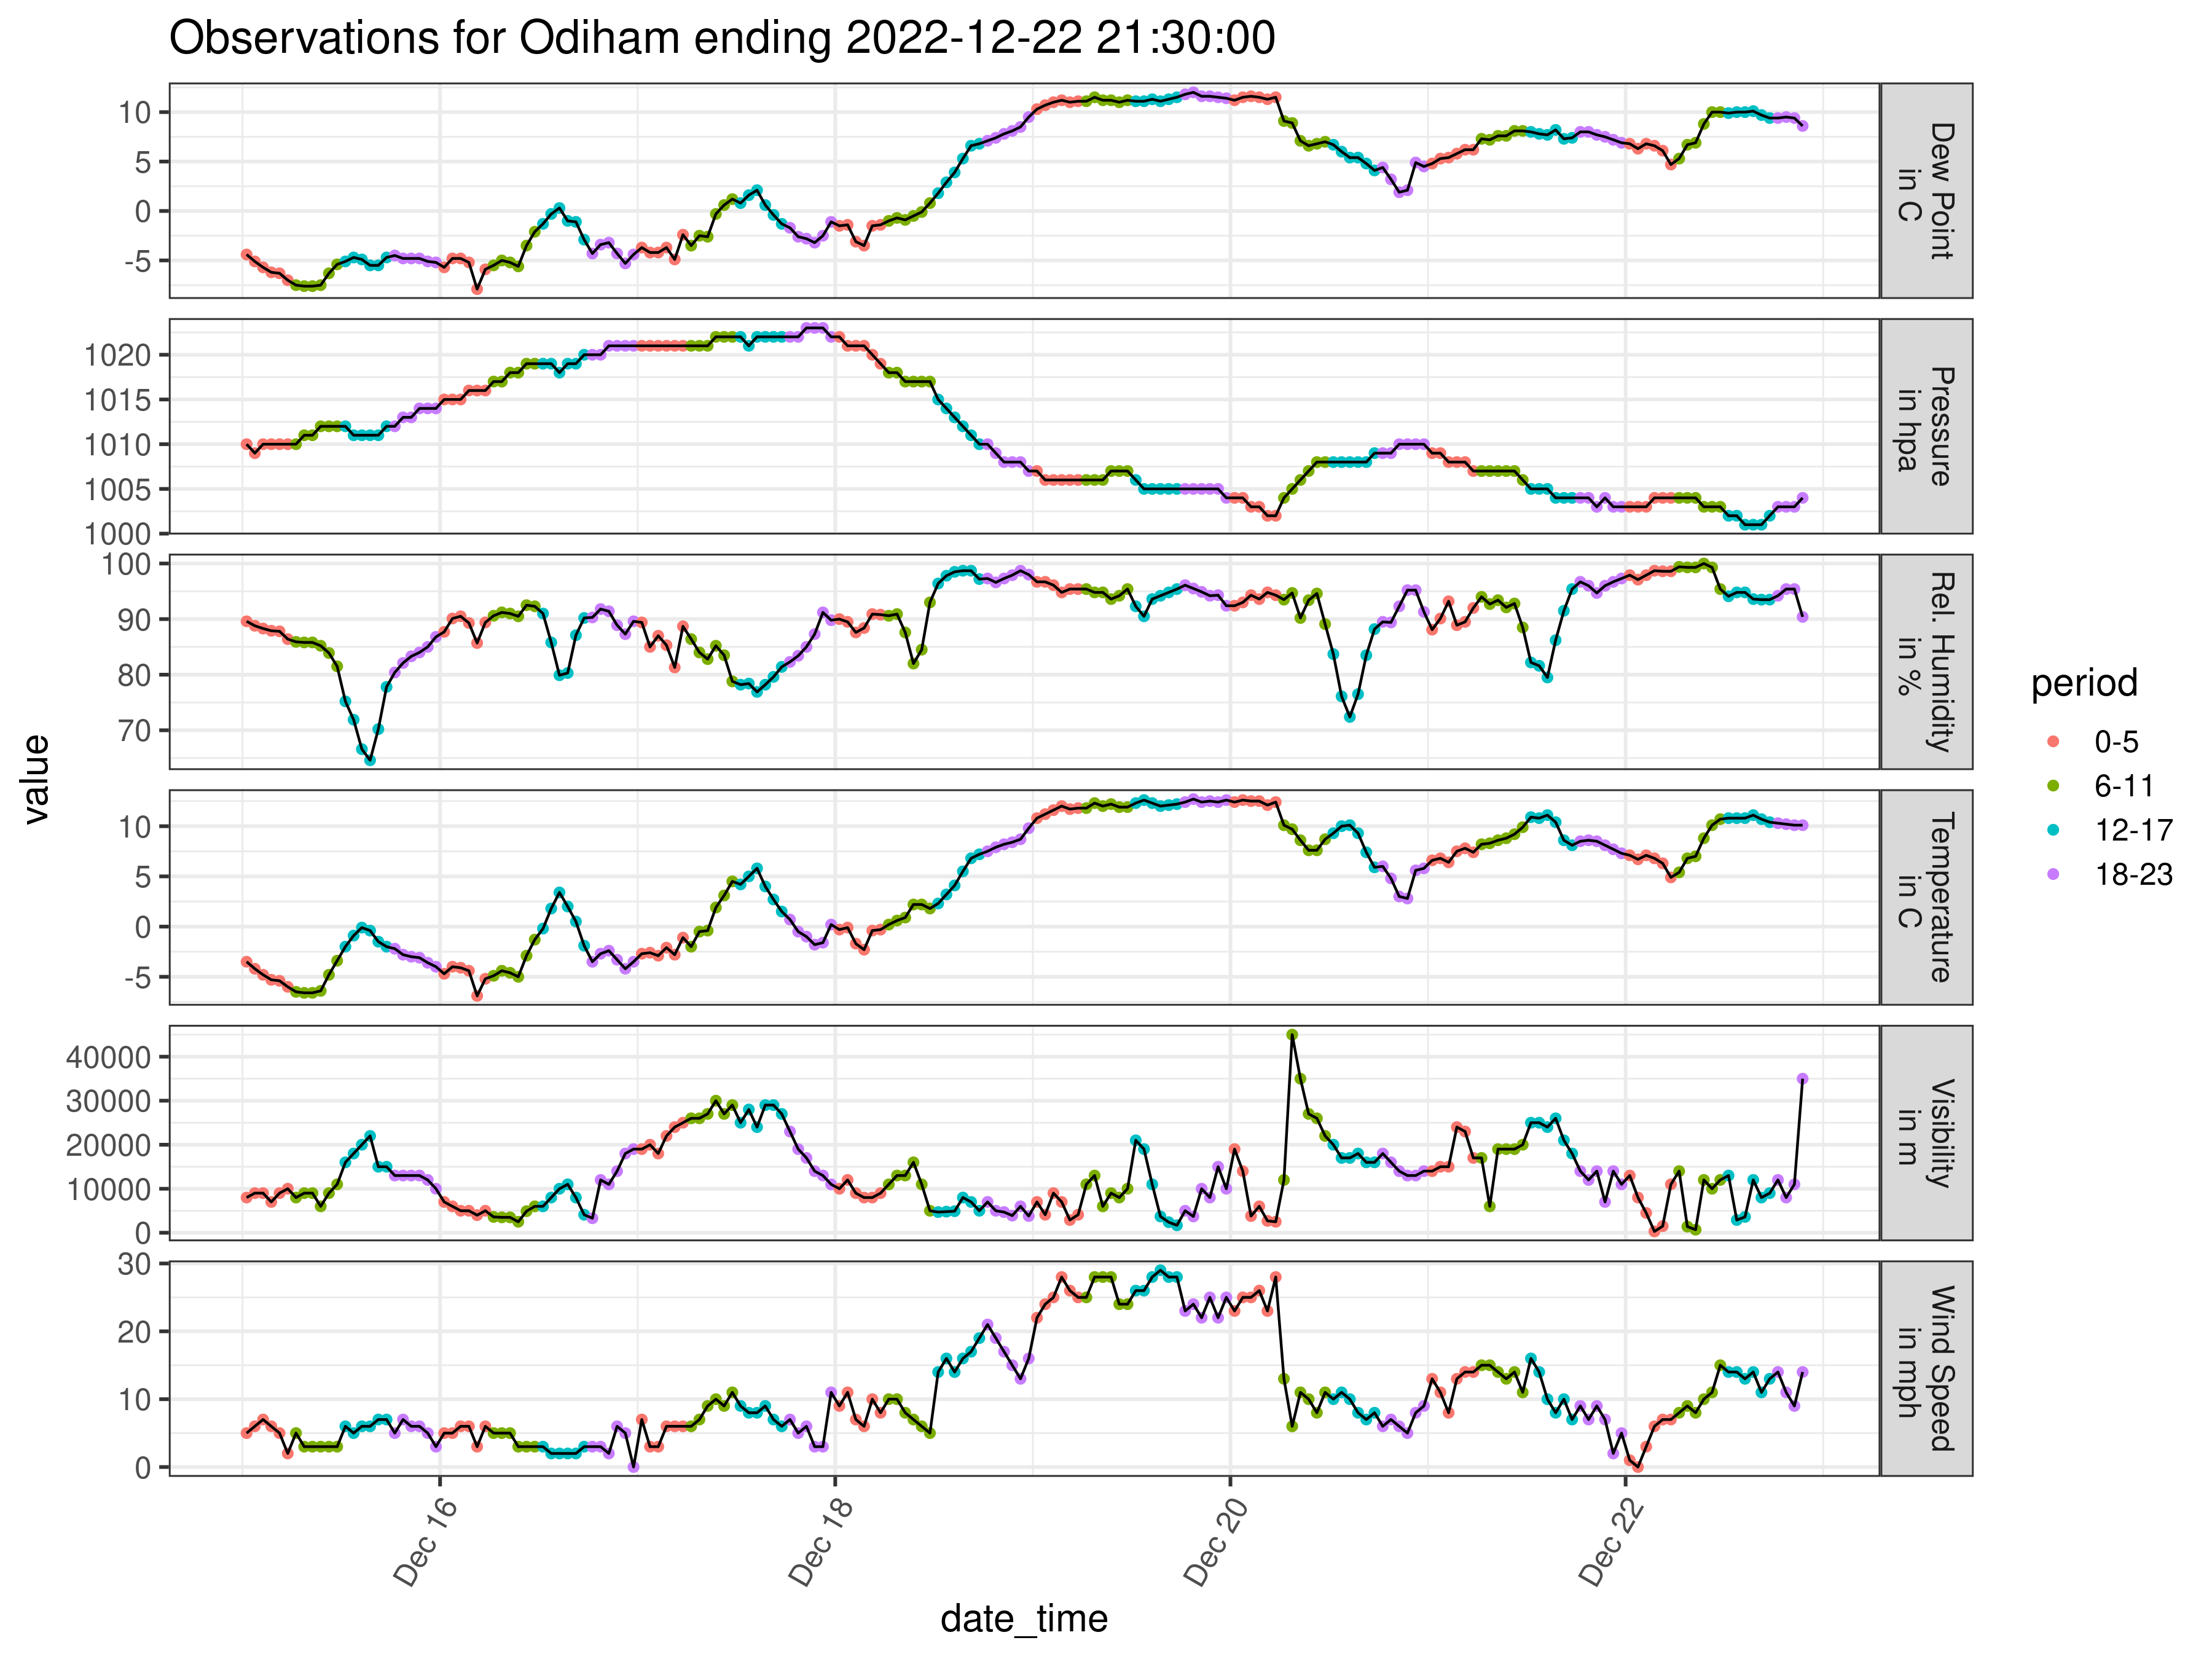 Observations for Odiham ending 2022-12-22 21:30:00
value
10
5
0
-5
Dew Point
in C
1020
1015
1010
1005
1000
Pressure
in hpa
100
90
80
70
Rel. Humidity
in %
10
5
0
-5
Temperature
in C
40000
30000
20000
10000
0
Visibility
in m
30
20
10
0
Wind Speed
in mph
Dec 16
Dec 18
Dec 20
Dec 22
date_time
period
0-5
6-11
12-17
18-23